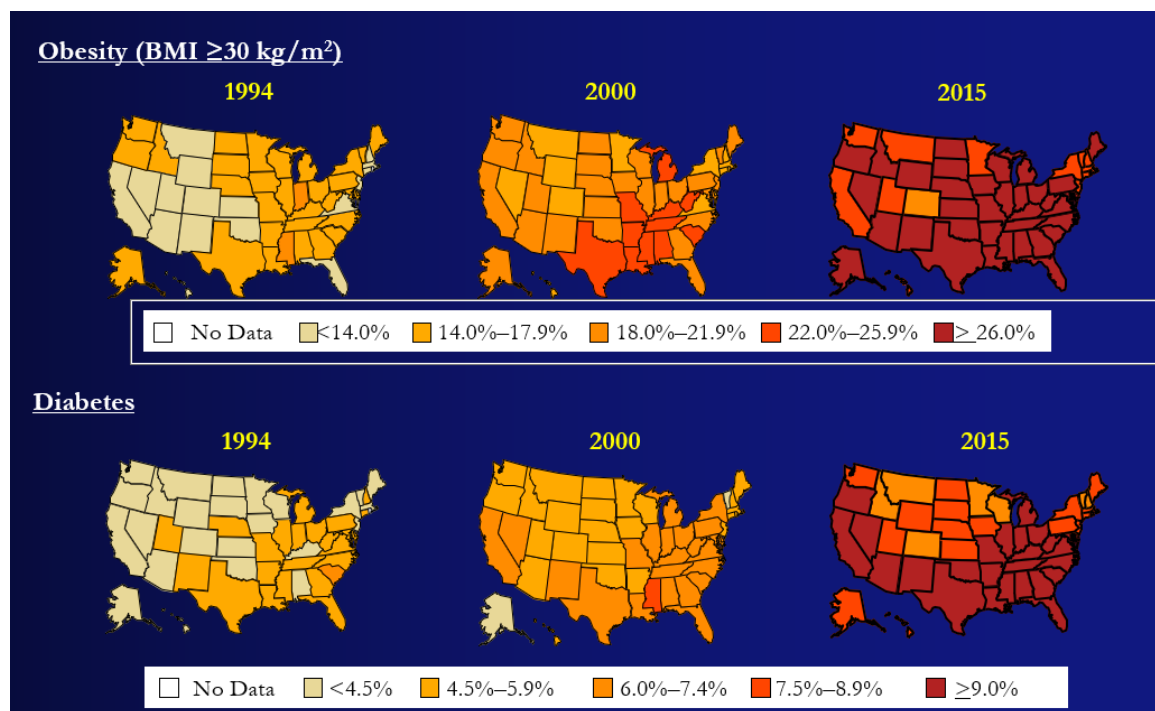 Obesity (BMI ≥30 kg/m²)
1994 2000 2015
No Data <14.0% 14.0%–17.9% 18.0%–21.9% 22.0%–25.9% ≥ 26.0%
Diabetes
1994 2000 2015
No Data <4.5% 4.5%–5.9% 6.0%–7.4% 7.5%–8.9% ≥9.0%